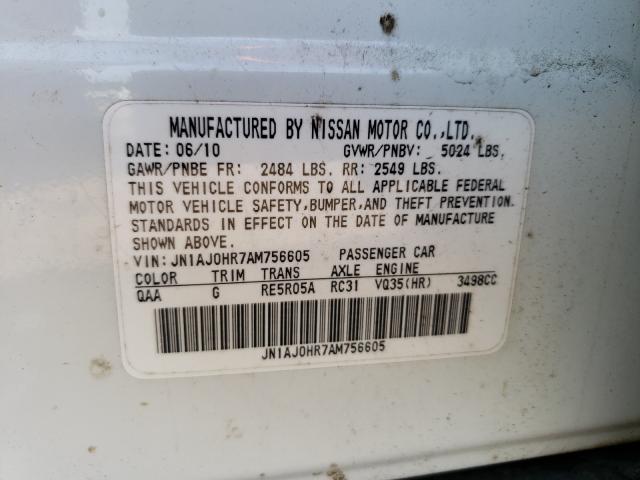 MANUFACTURED BY NISSAN MOTOR CO.,LTD.
DATE: 06/10 GVWR/PNBV: 5024 LBS.
GAWR/PNBE FR: 2484 LBS. RR: 2549 LBS.
THIS VEHICLE CONFORMS TO ALL APPLICABLE FEDERAL
MOTOR VEHICLE SAFETY, BUMPER, AND THEFT PREVENTION.
STANDARDS IN EFFECT ON THE DATE OF MANUFACTURE
SHOWN ABOVE.
VIN: JN1AJ0HR7AM756605 PASSENGER CAR
COLOR TRIM TRANS AXLE ENGINE
QAA G RE5R05A RC31 VQ35(HR) 3498CC
JN1AJ0HR7AM756605